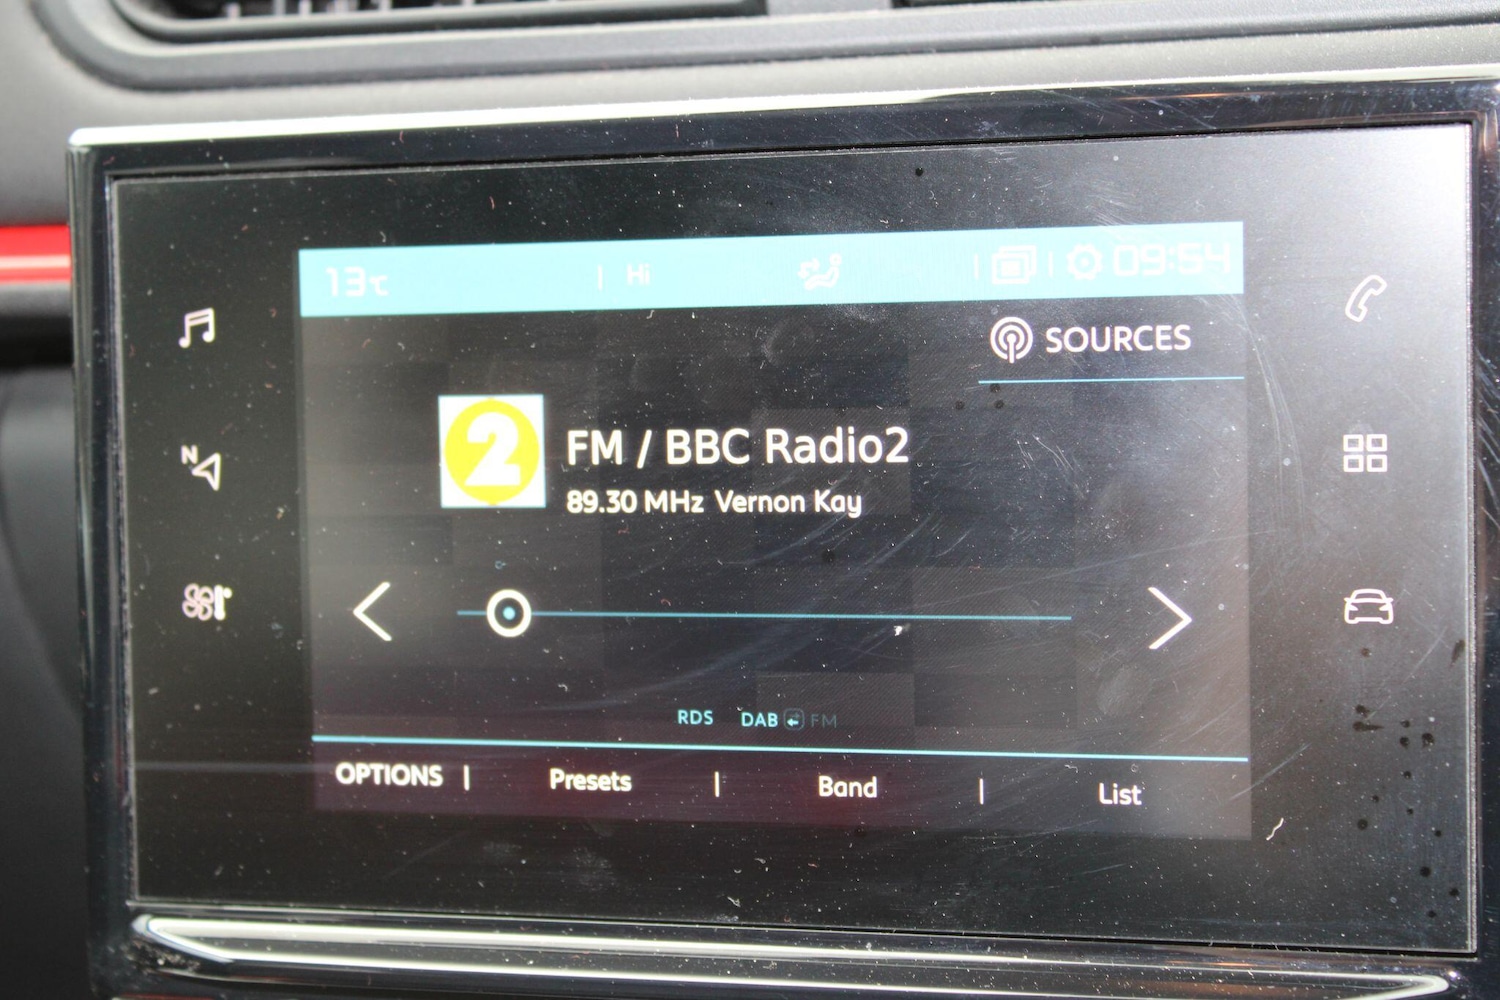 13°C | Hi | | 09:54
SOURCES
2 FM / BBC Radio2
89.30 MHz Vernon Kay
N
RDS DAB FM
OPTIONS | Presets | Band | List